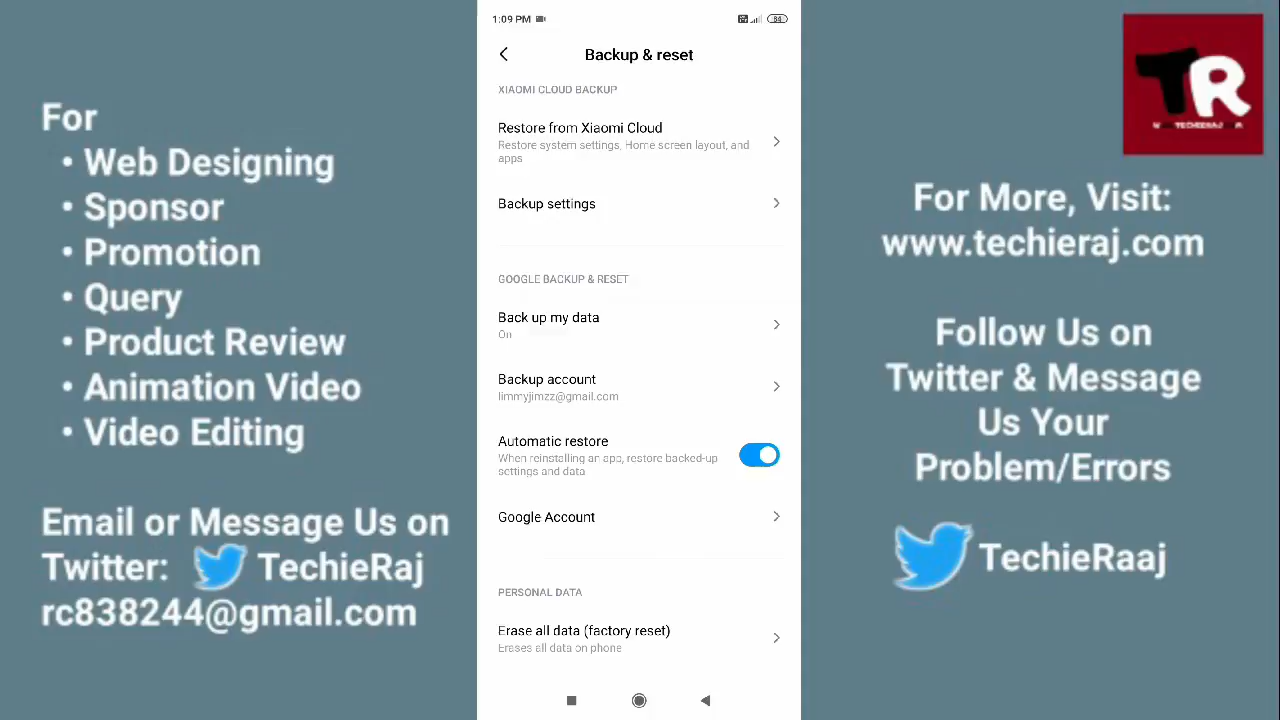 For
• Web Designing
• Sponsor
• Promotion
• Query
• Product Review
• Animation Video
• Video Editing
Email or Message Us on
Twitter: TechieRaj
rc838244@gmail.com
1:09 PM
84
Backup & reset
XIAOMI CLOUD BACKUP
Restore from Xiaomi Cloud
Restore system settings, Home screen layout, and
apps
Backup settings
GOOGLE BACKUP & RESET
Back up my data
On
Backup account
limmyjimzz@gmail.com
Automatic restore
When reinstalling an app, restore backed-up
settings and data
Google Account
PERSONAL DATA
Erase all data (factory reset)
Erases all data on phone
TR
For More, Visit:
www.techieraj.com
Follow Us on
Twitter & Message
Us Your
Problem/Errors
TechieRaaj